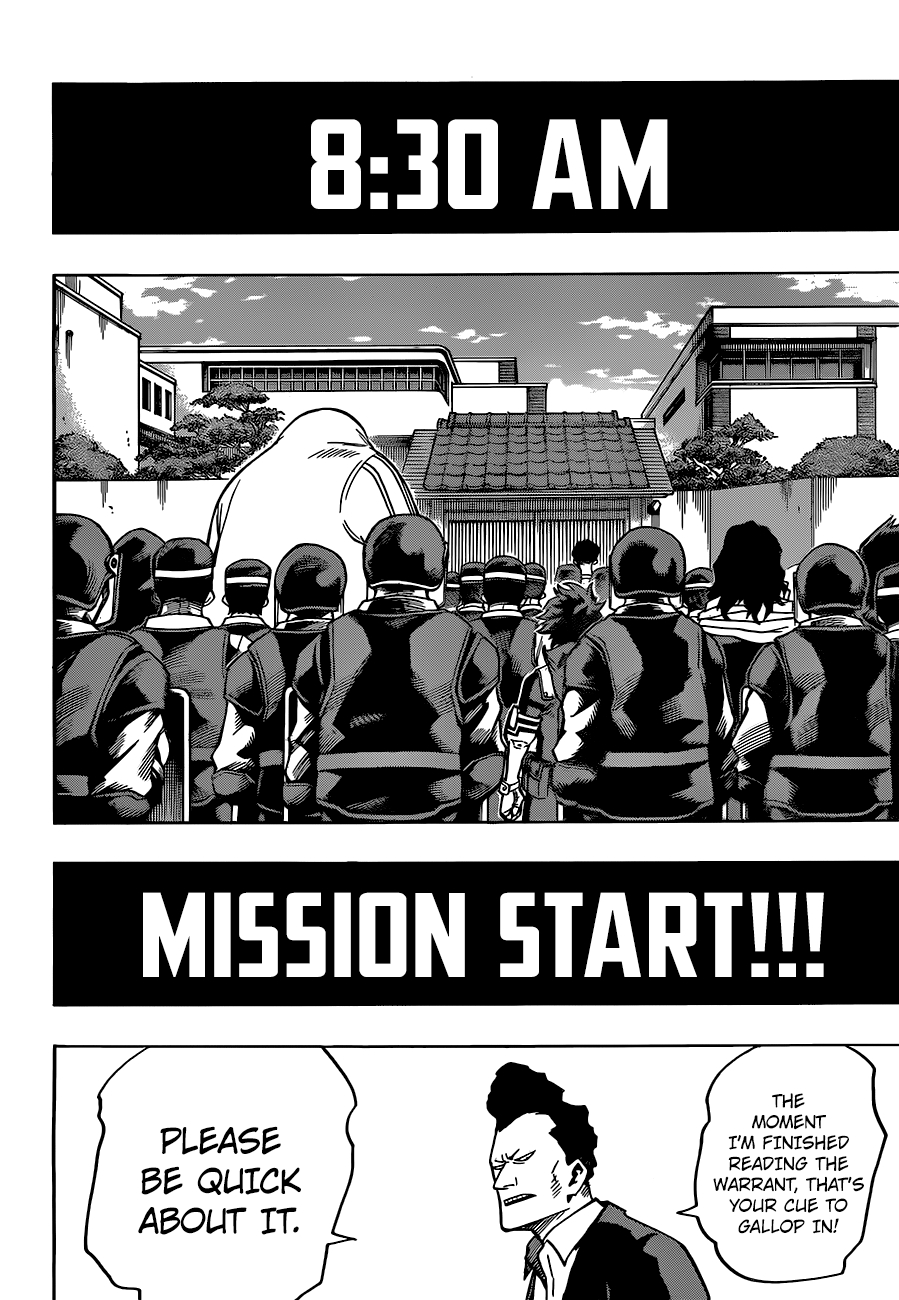 8:30 AM
MISSION START!!!
THE
MOMENT
I'M FINISHED
READING THE
WARRANT, THAT'S
YOUR CUE TO
GALLOP IN!
PLEASE
BE QUICK
ABOUT IT.